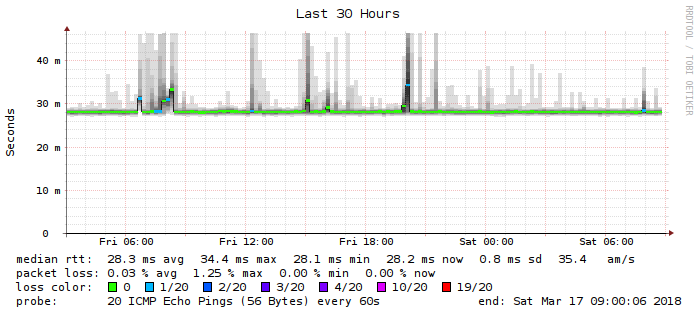 Last 30 Hours
RRDTOOL / TOBI OETIKER
Seconds
40 m
30 m
20 m
10 m
0
Fri 06:00 Fri 12:00 Fri 18:00 Sat 00:00 Sat 06:00
median rtt: 28.3 ms avg 34.4 ms max 28.1 ms min 28.2 ms now 0.8 ms sd 35.4 am/s
packet loss: 0.03 % avg 1.25 % max 0.00 % min 0.00 % now
loss color: 0 1/20 2/20 3/20 4/20 10/20 19/20
probe: 20 ICMP Echo Pings (56 Bytes) every 60s end: Sat Mar 17 09:00:06 2018